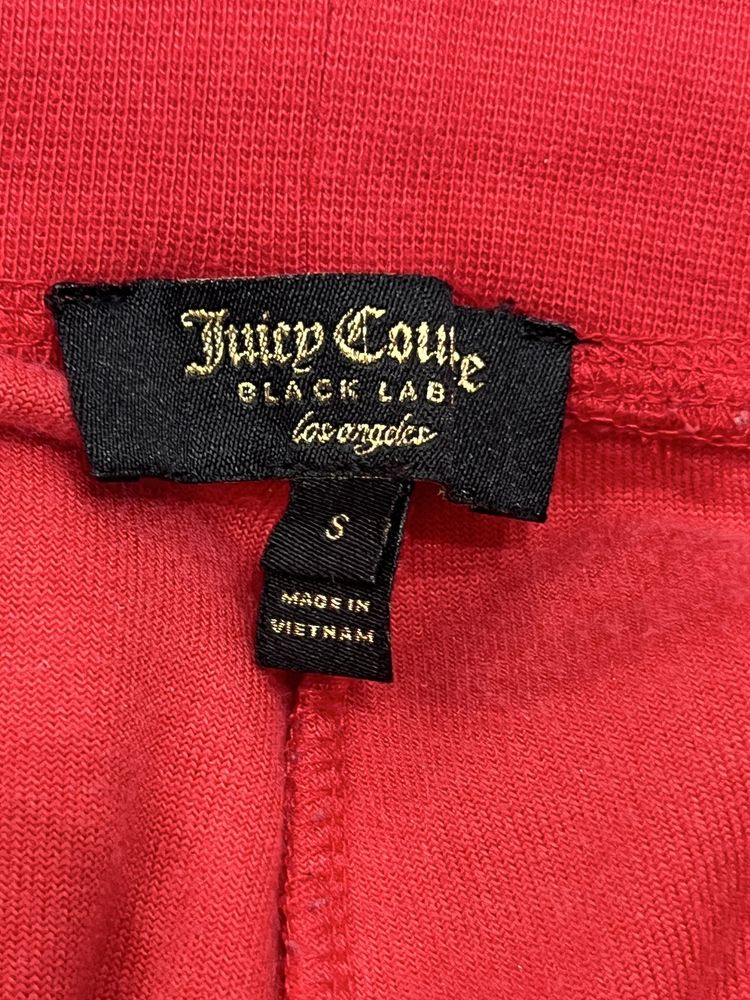 Juicy Cou e
BLACK LAB
los angeles
S
MADE IN
VIETNAM